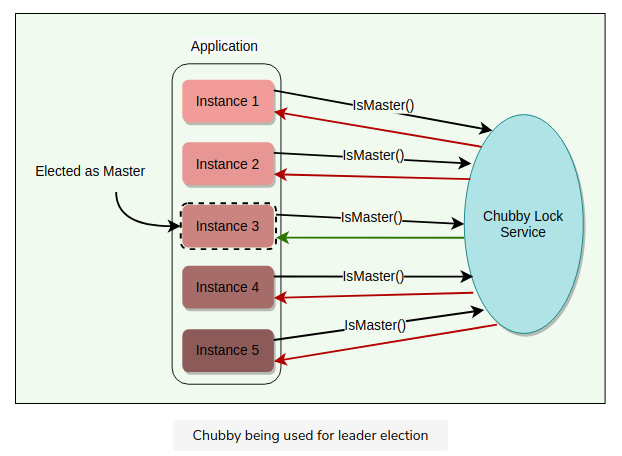 Application
Instance 1
IsMaster()
Instance 2
IsMaster()
Elected as Master
Instance 3
IsMaster()
Chubby Lock
Service
Instance 4
IsMaster()
Instance 5
IsMaster()
Chubby being used for leader election